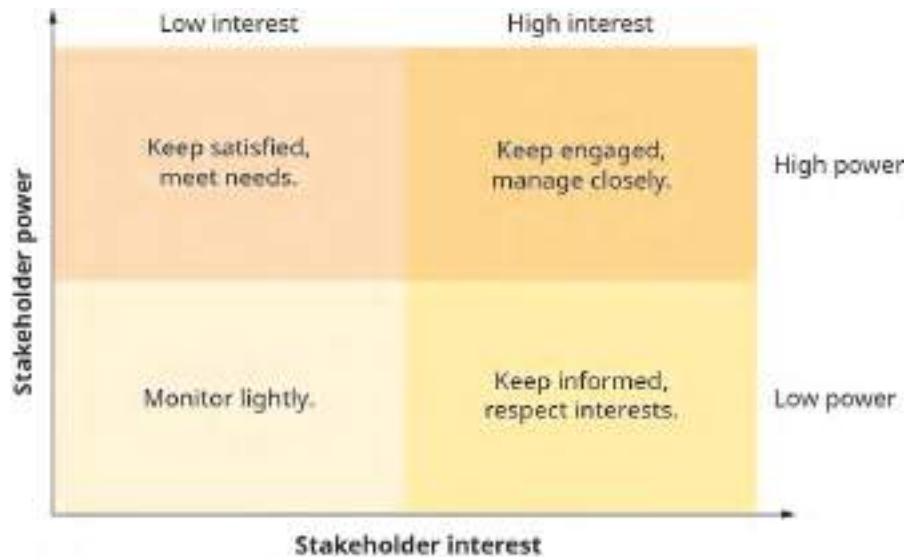 Low interest
High interest
Keep satisfied,
meet needs.
Keep engaged,
manage closely.
High power
Stakeholder power
Monitor lightly.
Keep informed,
respect interests.
Low power
Stakeholder interest